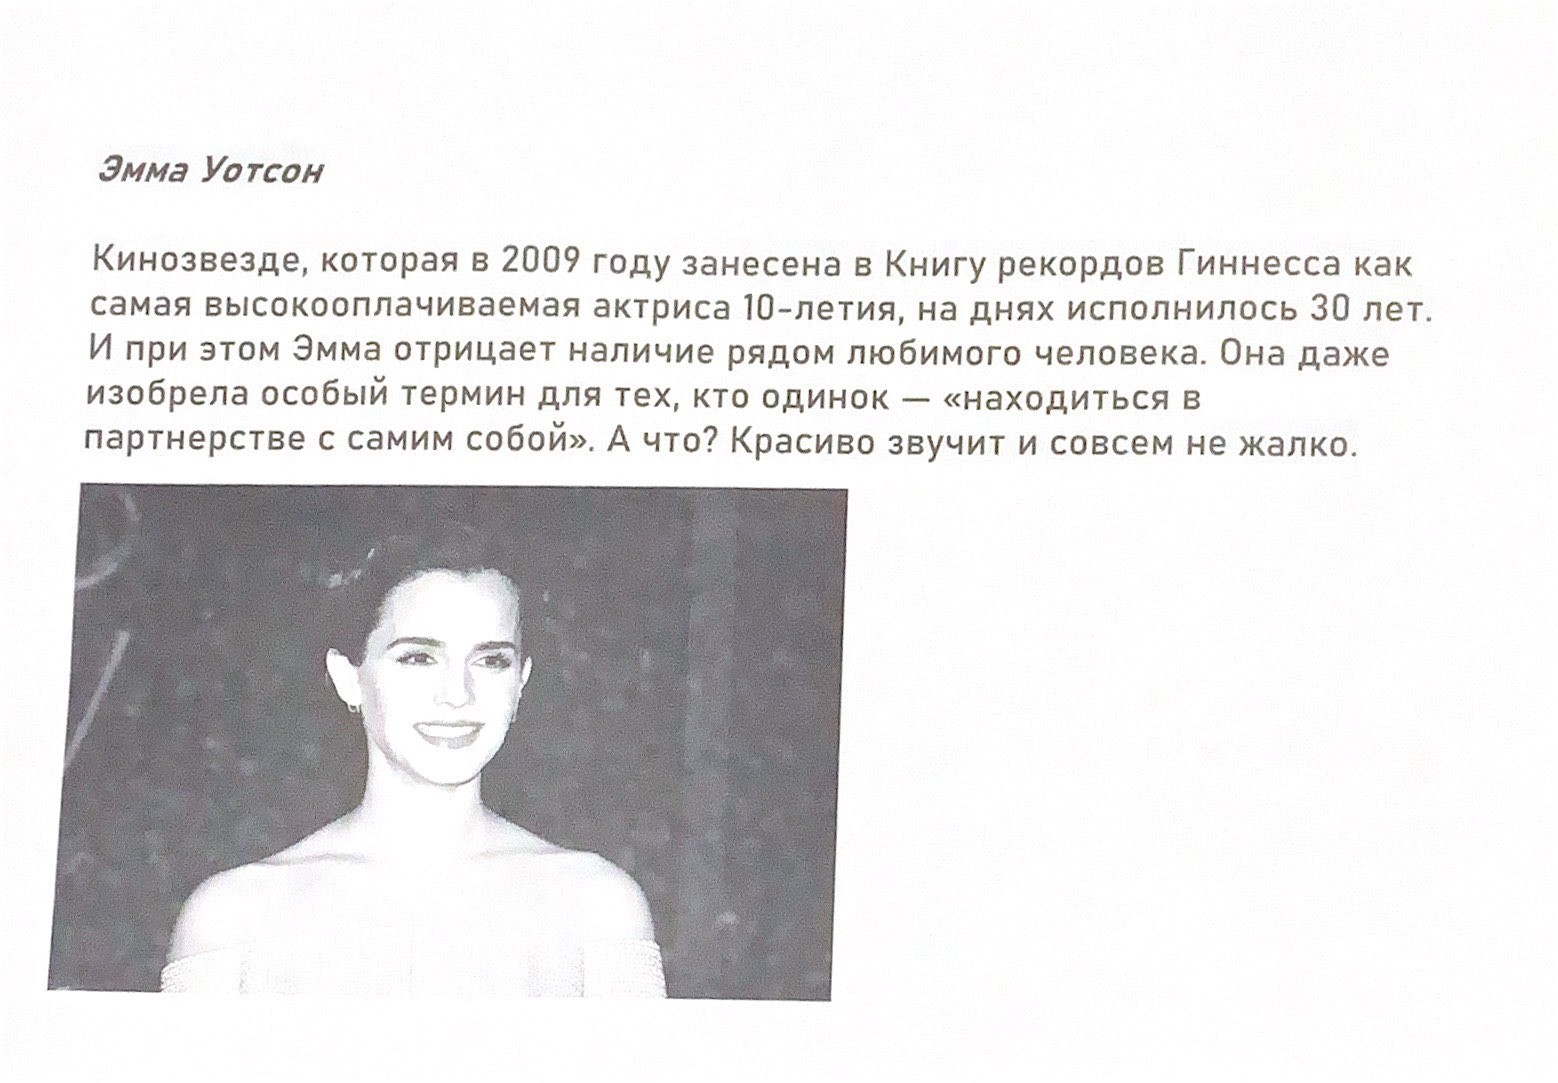 Эмма Уотсон
Кинозвезде, которая в 2009 году занесена в Книгу рекордов Гиннесса как
самая высокооплачиваемая актриса 10-летия, на днях исполнилось 30 лет.
И при этом Эмма отрицает наличие рядом любимого человека. Она даже
изобрела особый термин для тех, кто одинок — «находиться в
партнерстве с самим собой». А что? Красиво звучит и совсем не жалко.